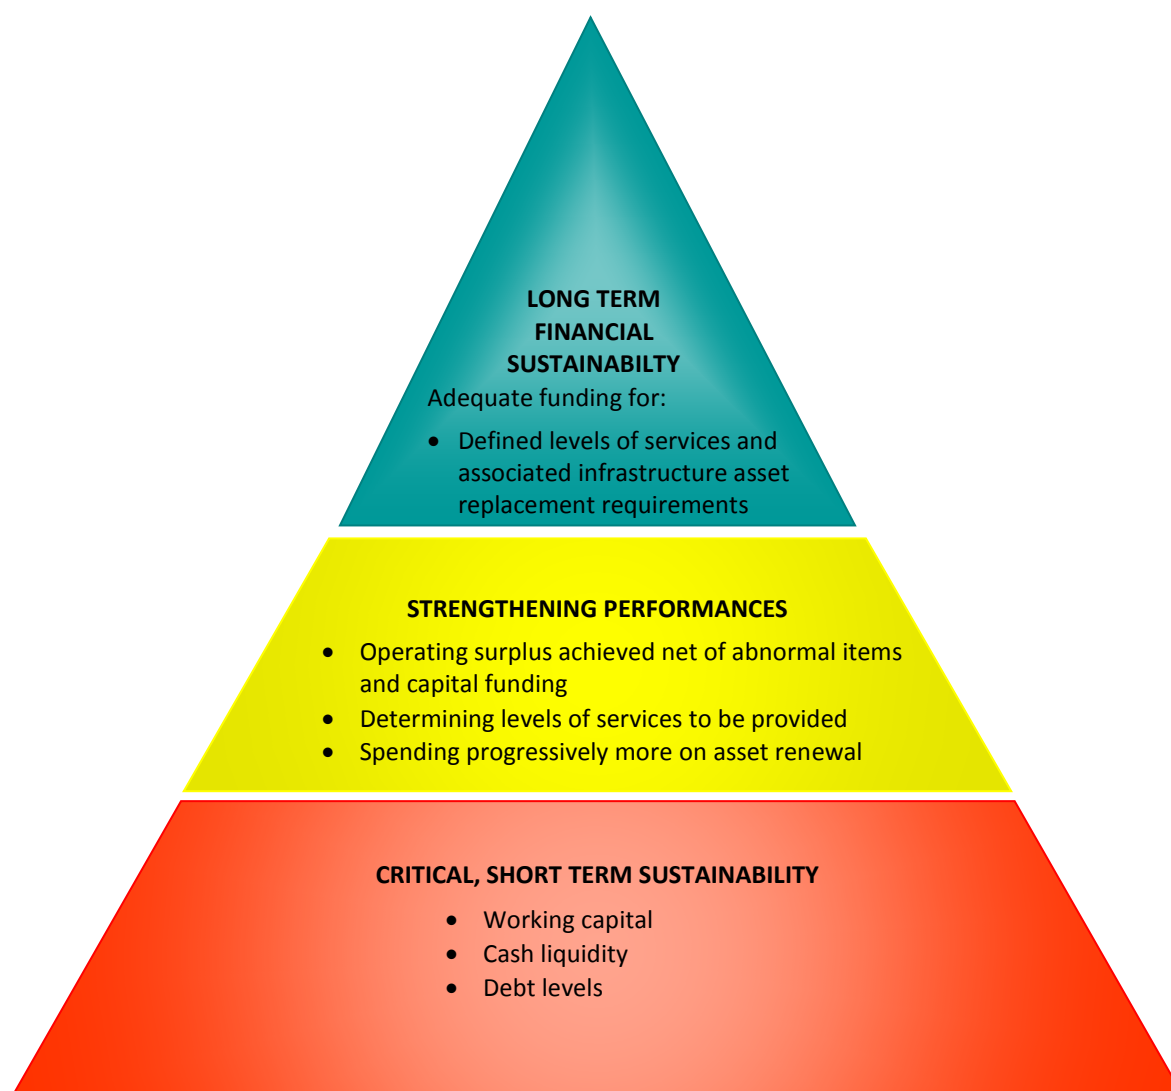 LONG TERM
FINANCIAL
SUSTAINABILTY
Adequate funding for:
• Defined levels of services and
associated infrastructure asset
replacement requirements
STRENGTHENING PERFORMANCES
• Operating surplus achieved net of abnormal items
and capital funding
• Determining levels of services to be provided
• Spending progressively more on asset renewal
CRITICAL, SHORT TERM SUSTAINABILITY
• Working capital
• Cash liquidity
• Debt levels